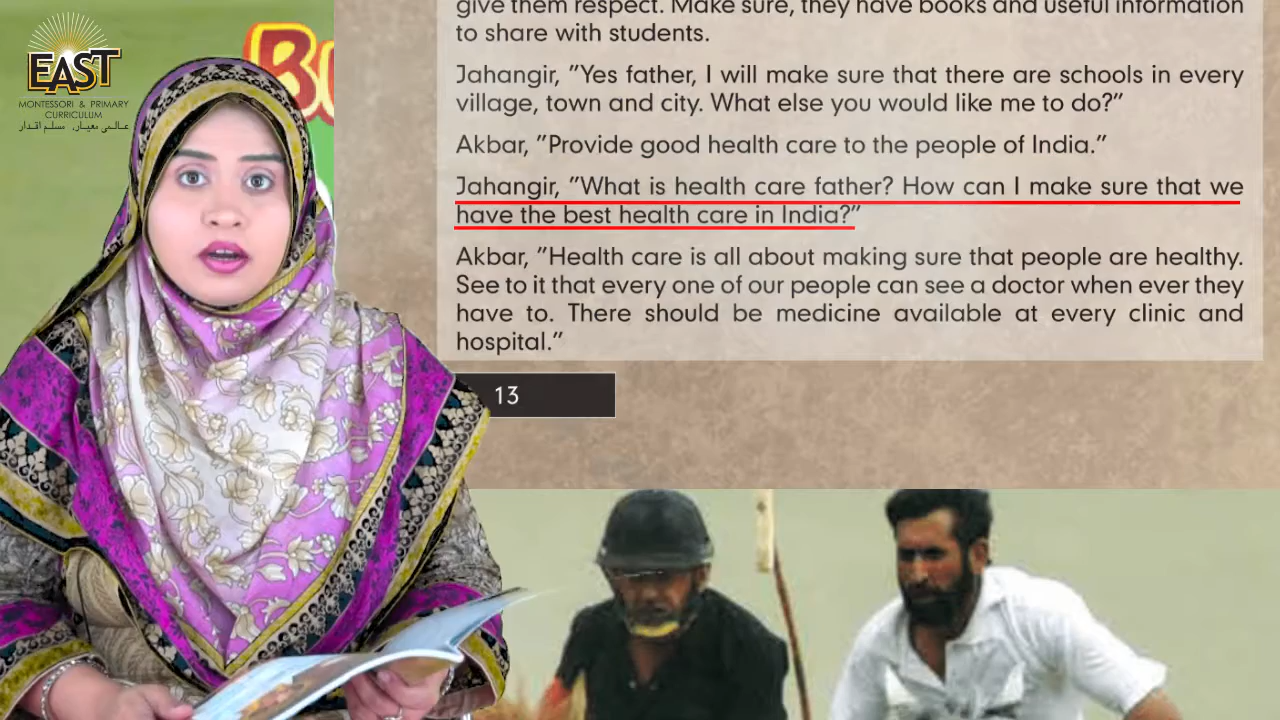 EAST
MONTESSORI & PRIMARY
CURRICULUM
عالمی معیار، مسلم اقدار
Bu
give them respect. Make sure, they have books and useful information
to share with students.
Jahangir, ”Yes father, I will make sure that there are schools in every
village, town and city. What else you would like me to do?”
Akbar, ”Provide good health care to the people of India.”
Jahangir, ”What is health care father? How can I make sure that we
have the best health care in India?”
Akbar, ”Health care is all about making sure that people are healthy.
See to it that every one of our people can see a doctor when ever they
have to. There should be medicine available at every clinic and
hospital.”
13